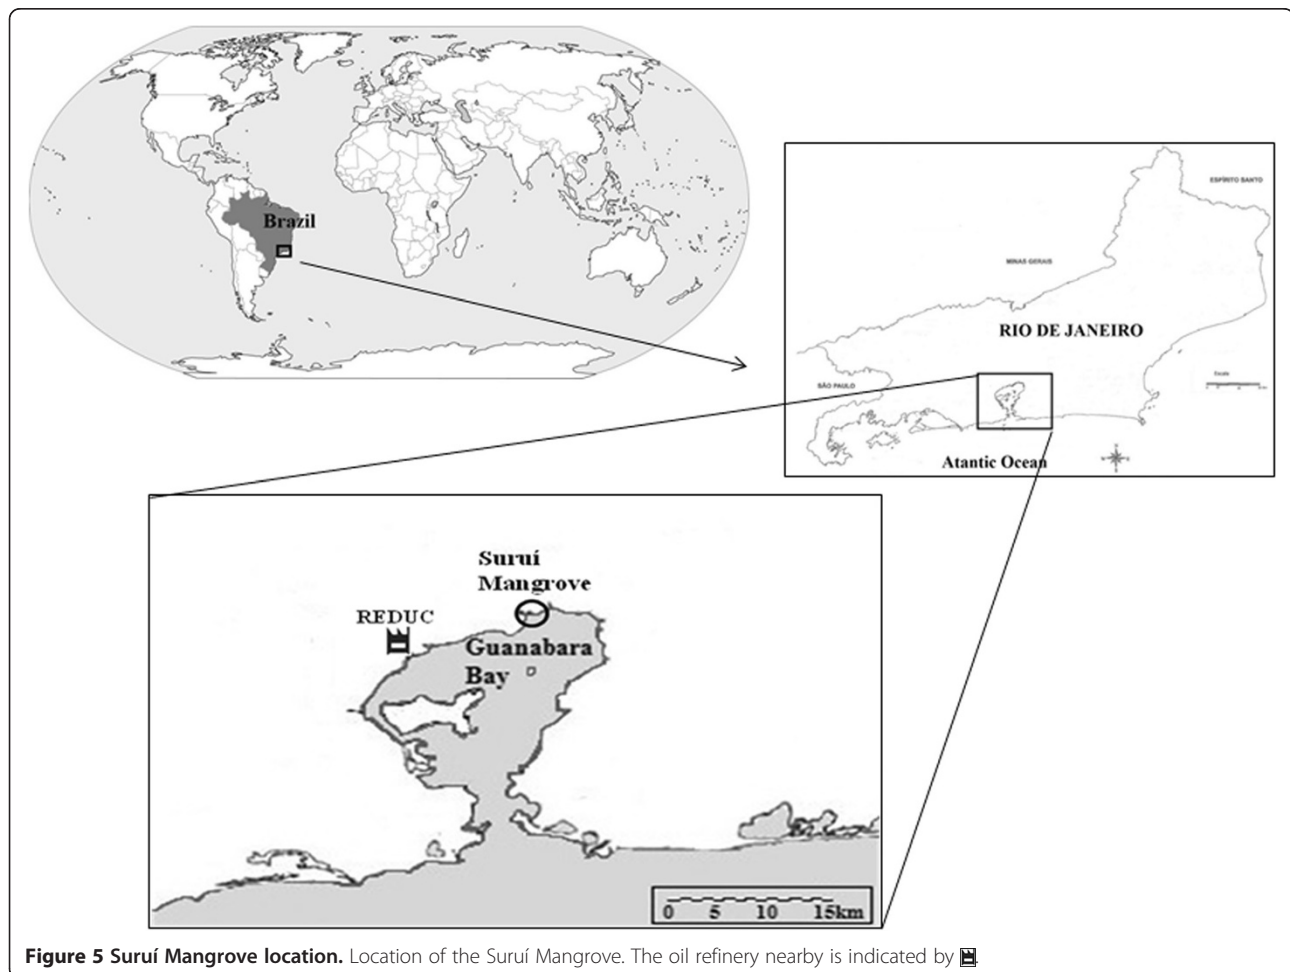 Brazil
ESPÍRITO SANTO
MINAS GERAIS
RIO DE JANEIRO
Escala
SÃO PAULO
Atantic Ocean
Suruí
Mangrove
REDUC
Guanabara
Bay
0 5 10 15km
Figure 5 Suruí Mangrove location. Location of the Suruí Mangrove. The oil refinery nearby is indicated by